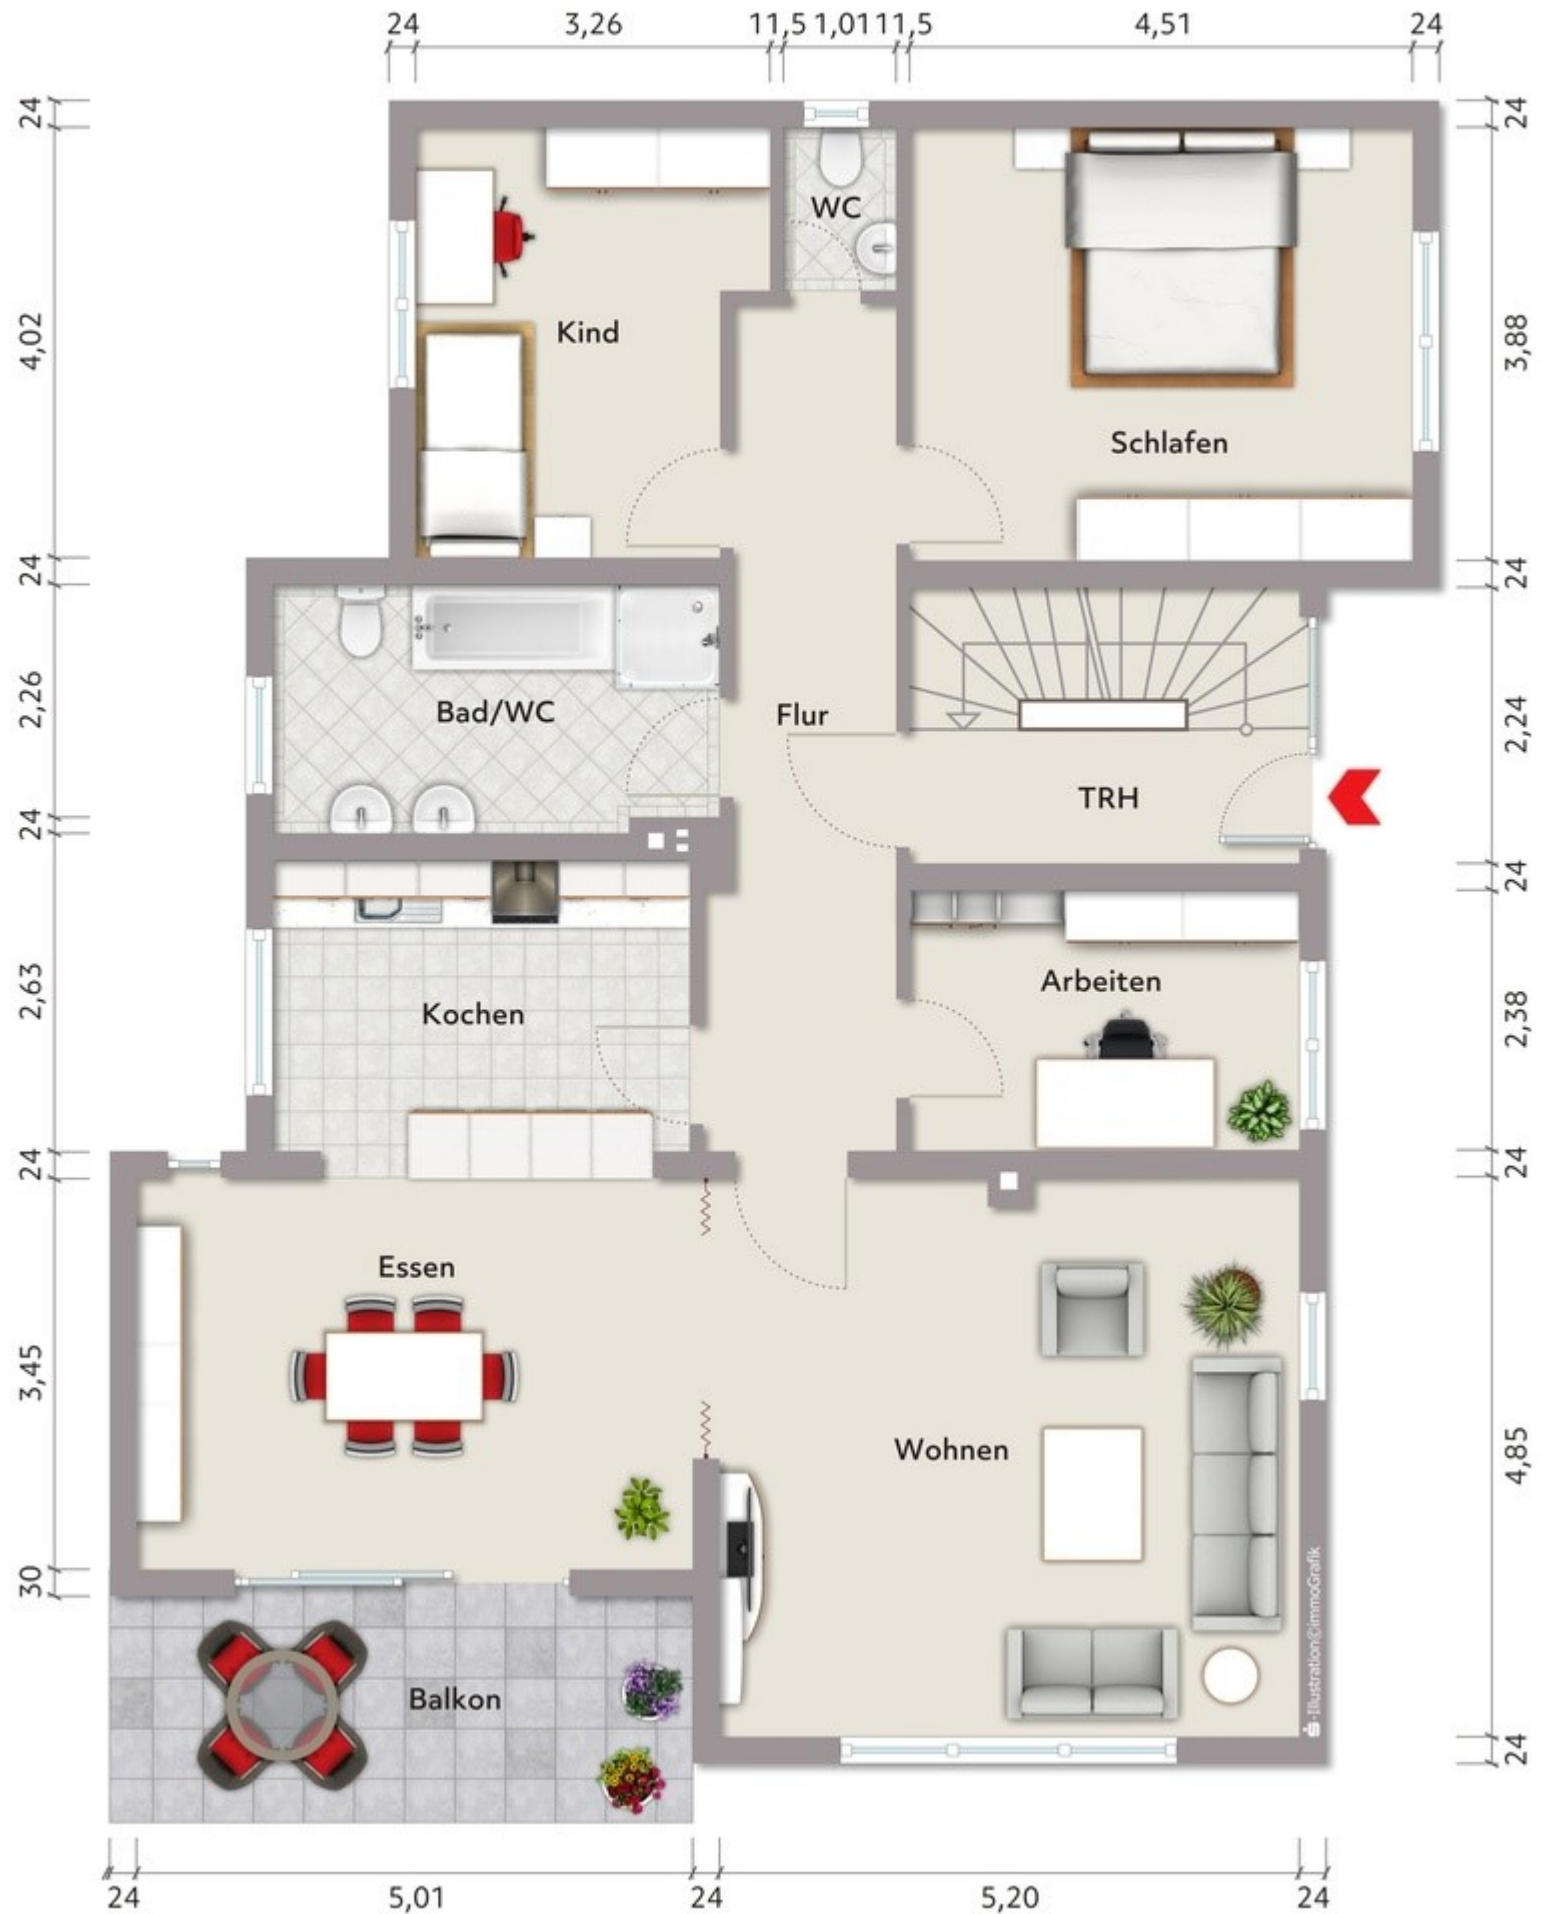 24 3,26 11,5 1,01 11,5 4,51 24
24
24
WC
Kind
4,02
3,88
Schlafen
24
24
2,26
Bad/WC
Flur
2,24
TRH
24
24
Arbeiten
2,63
Kochen
2,38
24
24
Essen
3,45
Wohnen
4,85
30
S-Illustration©immoGrafik
Balkon
24
24 5,01 24 5,20 24